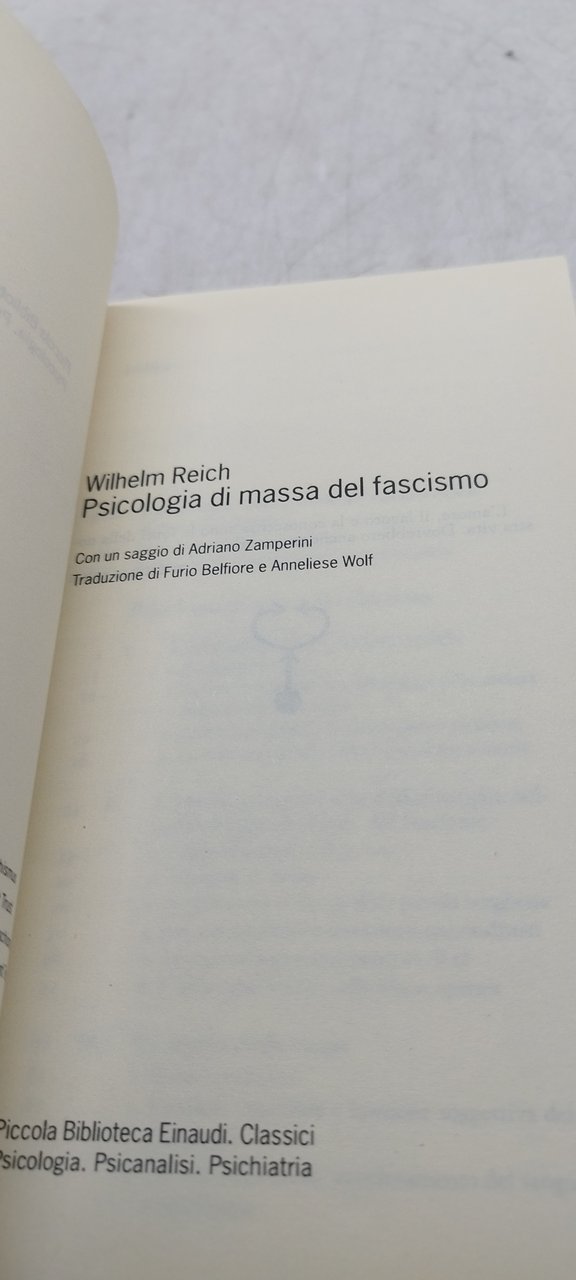 Wilhelm Reich
Psicologia di massa del fascismo
Con un saggio di Adriano Zamperini
Traduzione di Furio Belfiore e Anneliese Wolf
Piccola Biblioteca Einaudi. Classici
Psicologia. Psicanalisi. Psichiatria